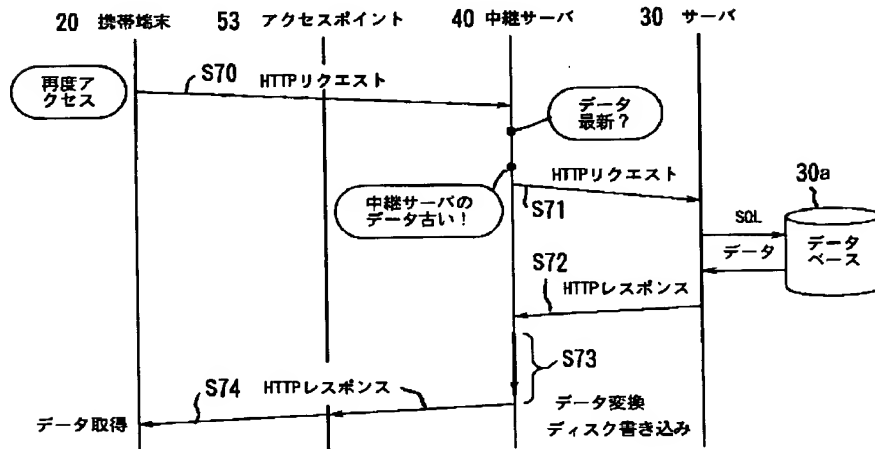 20 携帯端末
53 アクセスポイント
40 中継サーバ
30 サーバ
再度ア
クセス
S70
HTTPリクエスト
データ
最新？
中継サーバの
データ古い！
HTTPリクエスト
S71
30a
SQL
データ
データ
ベース
S72
HTTPレスポンス
S73
S74
HTTPレスポンス
データ取得
データ変換
ディスク書き込み